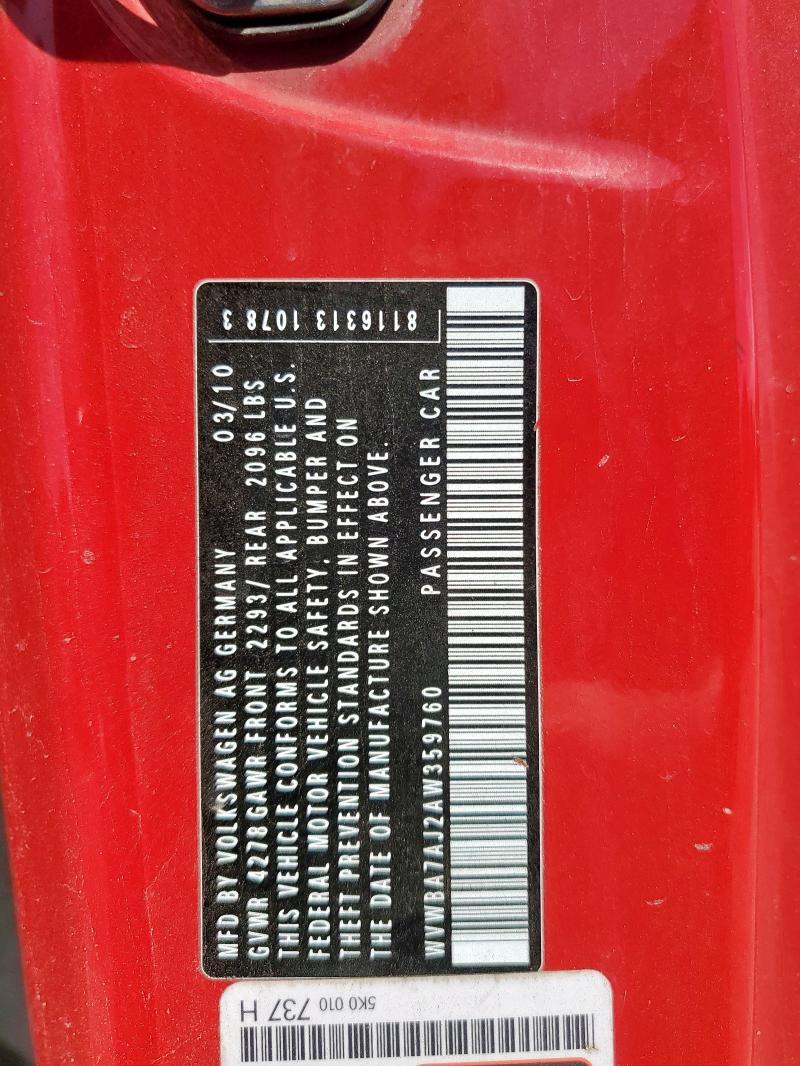 MFD BY VOLKSWAGEN AG GERMANY 03/10
GVWR 4278 GAWR FRONT 2293/ REAR 2096 LBS
THIS VEHICLE CONFORMS TO ALL APPLICABLE U.S.
FEDERAL MOTOR VEHICLE SAFETY, BUMPER AND
THEFT PREVENTION STANDARDS IN EFFECT ON
THE DATE OF MANUFACTURE SHOWN ABOVE.
WVWBA7AJ2AW359760 PASSENGER CAR
8116313 1078 3
5K0 010 737 H